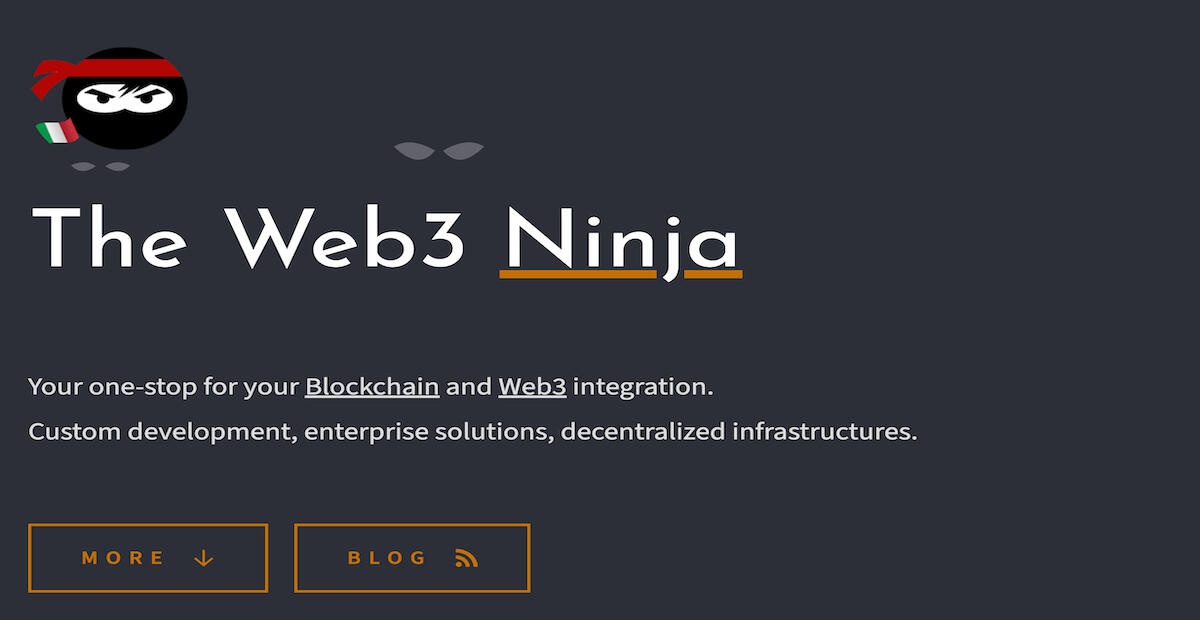 The Web3 Ninja
Your one-stop for your Blockchain and Web3 integration.
Custom development, enterprise solutions, decentralized infrastructures.
MORE
BLOG